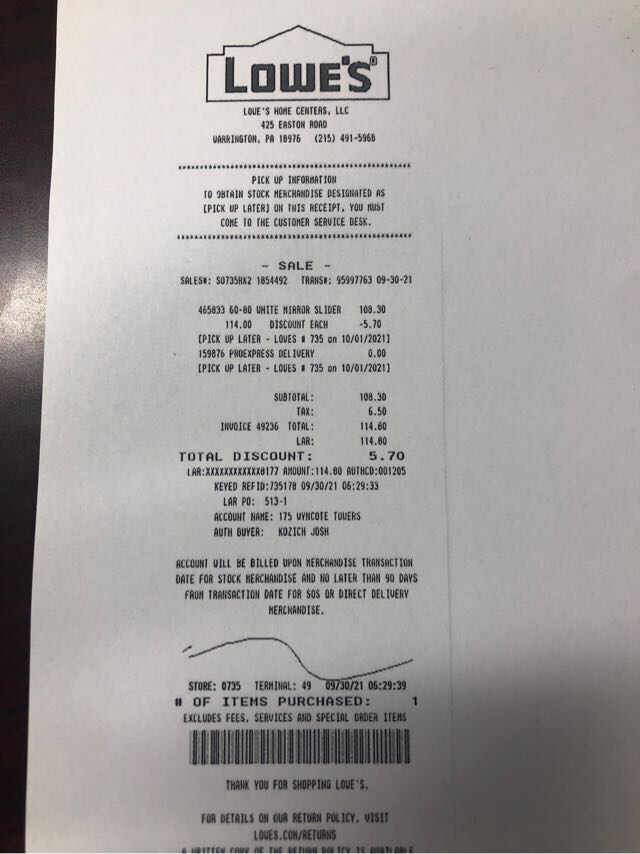 LOWE'S®
LOWE'S HOME CENTERS, LLC
425 EASTON ROAD
WARRINGTON, PA 18976 (215) 491-5968
PICK UP INFORMATION
TO OBTAIN STOCK MERCHANDISE DESIGNATED AS
[PICK UP LATER] ON THIS RECEIPT, YOU MUST
COME TO THE CUSTOMER SERVICE DESK.
- SALE -
SALES#: S0735RK2 1854492 TRANS#: 95997763 09-30-21
465833 60-80 WHITE MIRROR SLIDER 108.30
114.00 DISCOUNT EACH -5.70
[PICK UP LATER - LOWES # 735 on 10/01/2021]
159876 PROEXPRESS DELIVERY 0.00
[PICK UP LATER - LOWES # 735 on 10/01/2021]
SUBTOTAL: 108.30
TAX: 6.50
INVOICE 49236 TOTAL: 114.80
LAR: 114.80
TOTAL DISCOUNT: 5.70
LAR:XXXXXXXXXXXX8177 AMOUNT:114.80 AUTHCD:001205
KEYED REFID:735178 09/30/21 06:29:33
LAR PO: 513-1
ACCOUNT NAME: 175 WYNCOTE TOWERS
AUTH BUYER: KOZICH JOSH
ACCOUNT WILL BE BILLED UPON MERCHANDISE TRANSACTION
DATE FOR STOCK MERCHANDISE AND NO LATER THAN 90 DAYS
FROM TRANSACTION DATE FOR SOS OR DIRECT DELIVERY
MERCHANDISE.
STORE: 0735 TERMINAL: 49 09/30/21 06:29:39
# OF ITEMS PURCHASED: 1
EXCLUDES FEES, SERVICES AND SPECIAL ORDER ITEMS
THANK YOU FOR SHOPPING LOWE'S.
FOR DETAILS ON OUR RETURN POLICY, VISIT
LOWES.COM/RETURNS
A WRITTEN COPY OF THE RETURN POLICY IS AVAILABLE